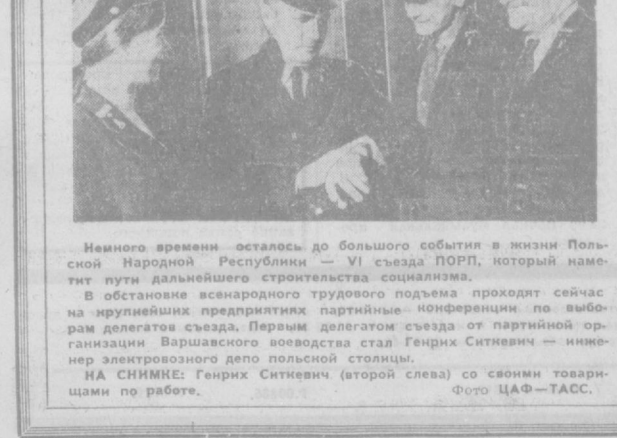 Немного времени осталось до большого события в жизни Поль-
ской Народной Республики — VI съезда ПОРП, который наме-
тит пути дальнейшего строительства социализма.
В обстановке всенародного трудового подъема проходят сейчас
на крупнейших предприятиях партийные конференции по выбо-
рам делегатов съезда. Первым делегатом съезда от партийной ор-
ганизации Варшавского воеводства стал Генрих Ситкевич — инже-
нер электровозного депо польской столицы.
НА СНИМКЕ: Генрих Ситкевич (второй слева) со своими товари-
щами по работе. Фото ЦАФ—ТАСС.